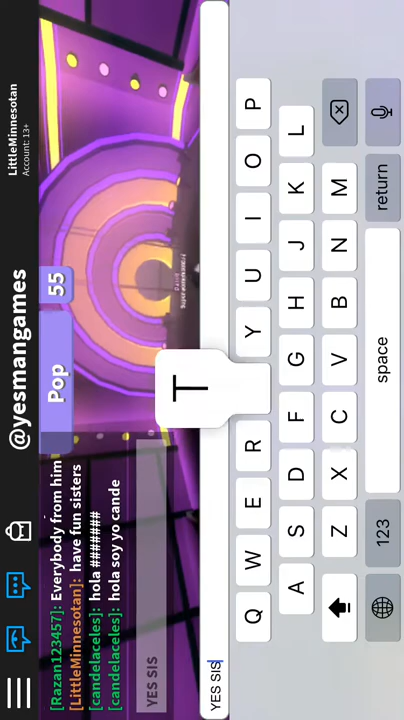 LittleMinnesotan
Account: 13+
@yesmangames
Pop 55
[Razan123457]: Everybody from him
[LittleMinnesotan]: have fun sisters
[candelaceles]: hola #######
[candelaceles]: hola soy yo cande
YES SIS
YES SIS
Q W E R T Y U I O P
A S D F G H J K L
Z X C V B N M
123 space return